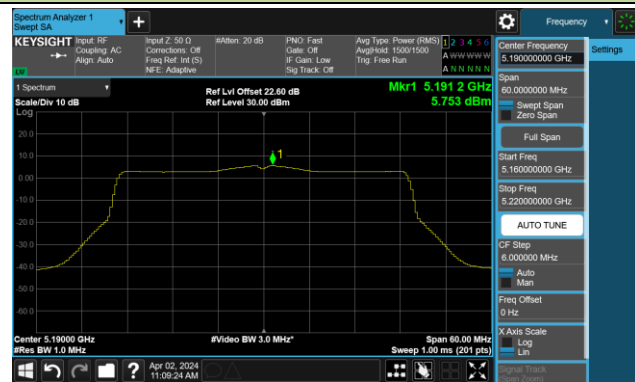 Spectrum Analyzer 1
Swept SA
+
Frequency
KEYSIGHT
Input: RF
Coupling: AC
Align: Auto
Input Z: 50 Ω
Corrections: Off
Freq Ref: Int (S)
NFE: Adaptive
#Atten: 20 dB
PNO: Fast
Gate: Off
IF Gain: Low
Sig Track: Off
Avg Type: Power (RMS)
Avg|Hold: 1500/1500
Trig: Free Run
1 2 3 4 5 6
A W W W W W
A N N N N N
LW
1 Spectrum
Scale/Div 10 dB
Log
Ref Lvl Offset 22.60 dB
Ref Level 30.00 dBm
Mkr1 5.191 2 GHz
5.753 dBm
20.0
10.0
0.00
-10.0
-20.0
-30.0
-40.0
-50.0
-60.0
1
Center 5.19000 GHz
#Res BW 1.0 MHz
#Video BW 3.0 MHz*
Span 60.00 MHz
Sweep 1.00 ms (201 pts)
Center Frequency
5.190000000 GHz
Settings
Span
60.0000000 MHz
Swept Span
Zero Span
Full Span
Start Freq
5.160000000 GHz
Stop Freq
5.220000000 GHz
AUTO TUNE
CF Step
6.000000 MHz
Auto
Man
Freq Offset
0 Hz
X Axis Scale
Log
Lin
Signal Track
(Span Zoom)
?
Apr 02, 2024
11:09:24 AM